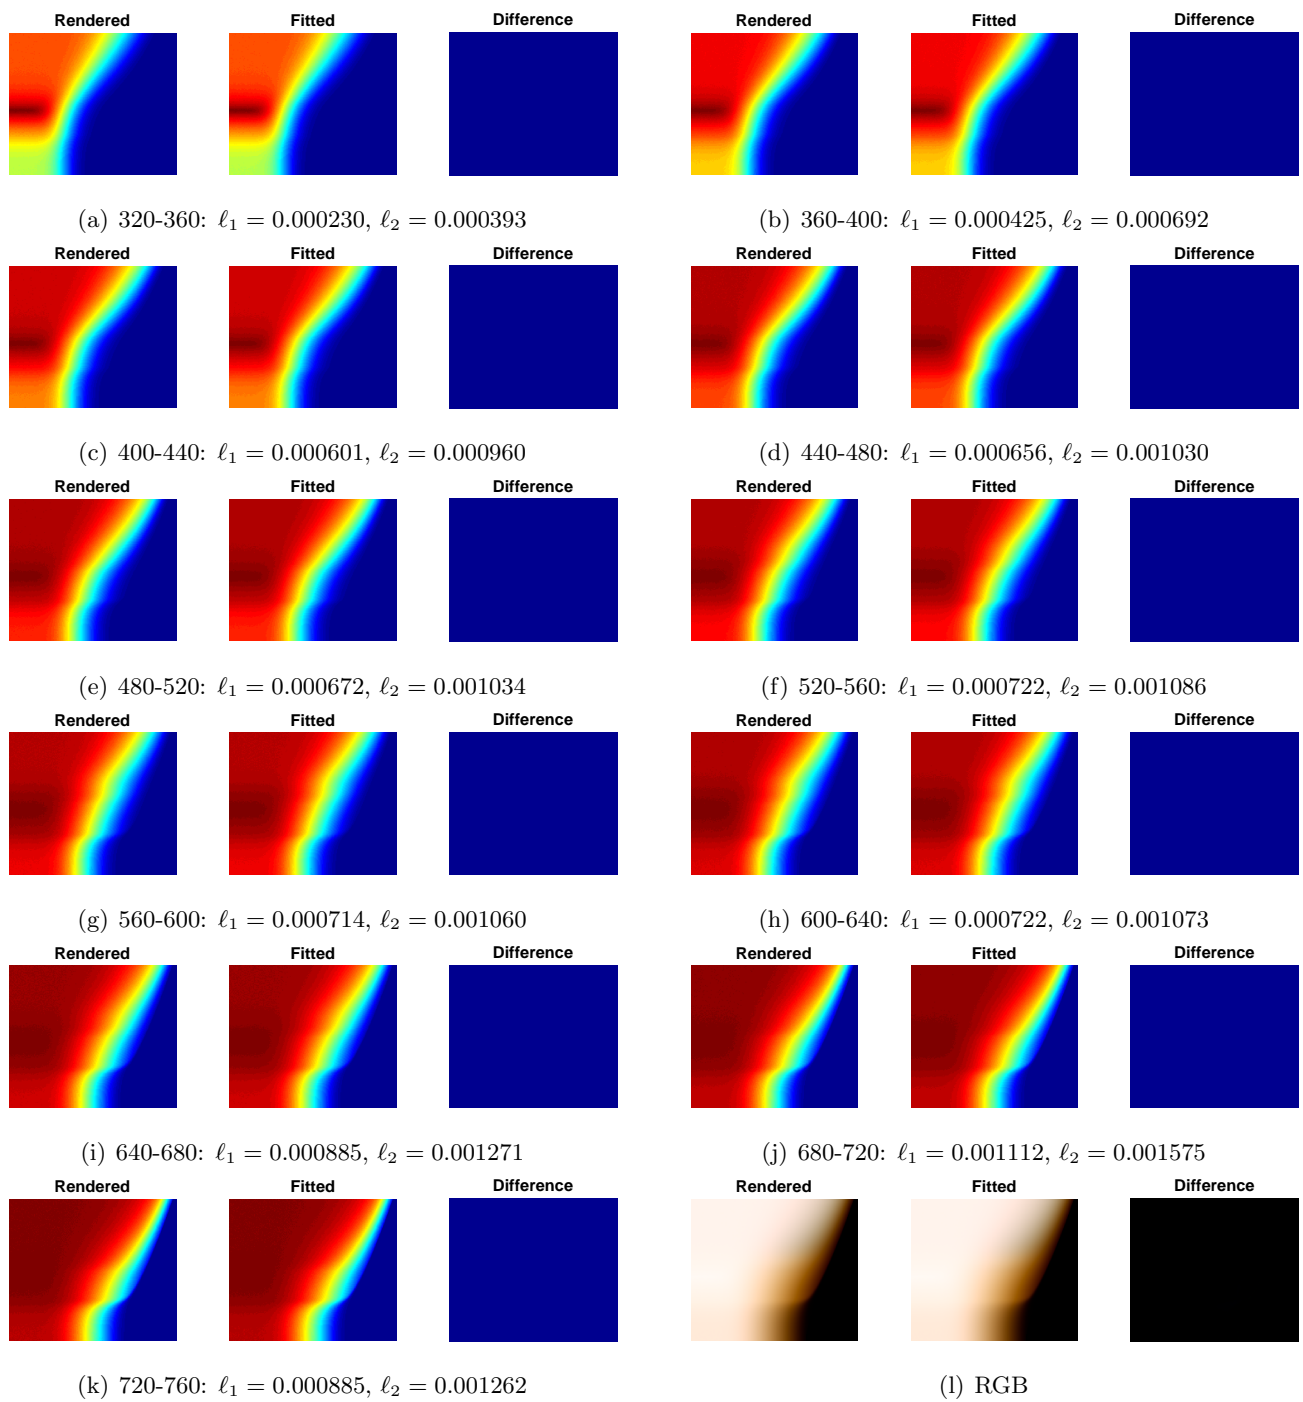 Rendered Fitted Difference Rendered Fitted Difference
(a) 320-360: ℓ₁ = 0.000230, ℓ₂ = 0.000393 (b) 360-400: ℓ₁ = 0.000425, ℓ₂ = 0.000692
Rendered Fitted Difference Rendered Fitted Difference
(c) 400-440: ℓ₁ = 0.000601, ℓ₂ = 0.000960 (d) 440-480: ℓ₁ = 0.000656, ℓ₂ = 0.001030
Rendered Fitted Difference Rendered Fitted Difference
(e) 480-520: ℓ₁ = 0.000672, ℓ₂ = 0.001034 (f) 520-560: ℓ₁ = 0.000722, ℓ₂ = 0.001086
Rendered Fitted Difference Rendered Fitted Difference
(g) 560-600: ℓ₁ = 0.000714, ℓ₂ = 0.001060 (h) 600-640: ℓ₁ = 0.000722, ℓ₂ = 0.001073
Rendered Fitted Difference Rendered Fitted Difference
(i) 640-680: ℓ₁ = 0.000885, ℓ₂ = 0.001271 (j) 680-720: ℓ₁ = 0.001112, ℓ₂ = 0.001575
Rendered Fitted Difference Rendered Fitted Difference
(k) 720-760: ℓ₁ = 0.000885, ℓ₂ = 0.001262 (l) RGB